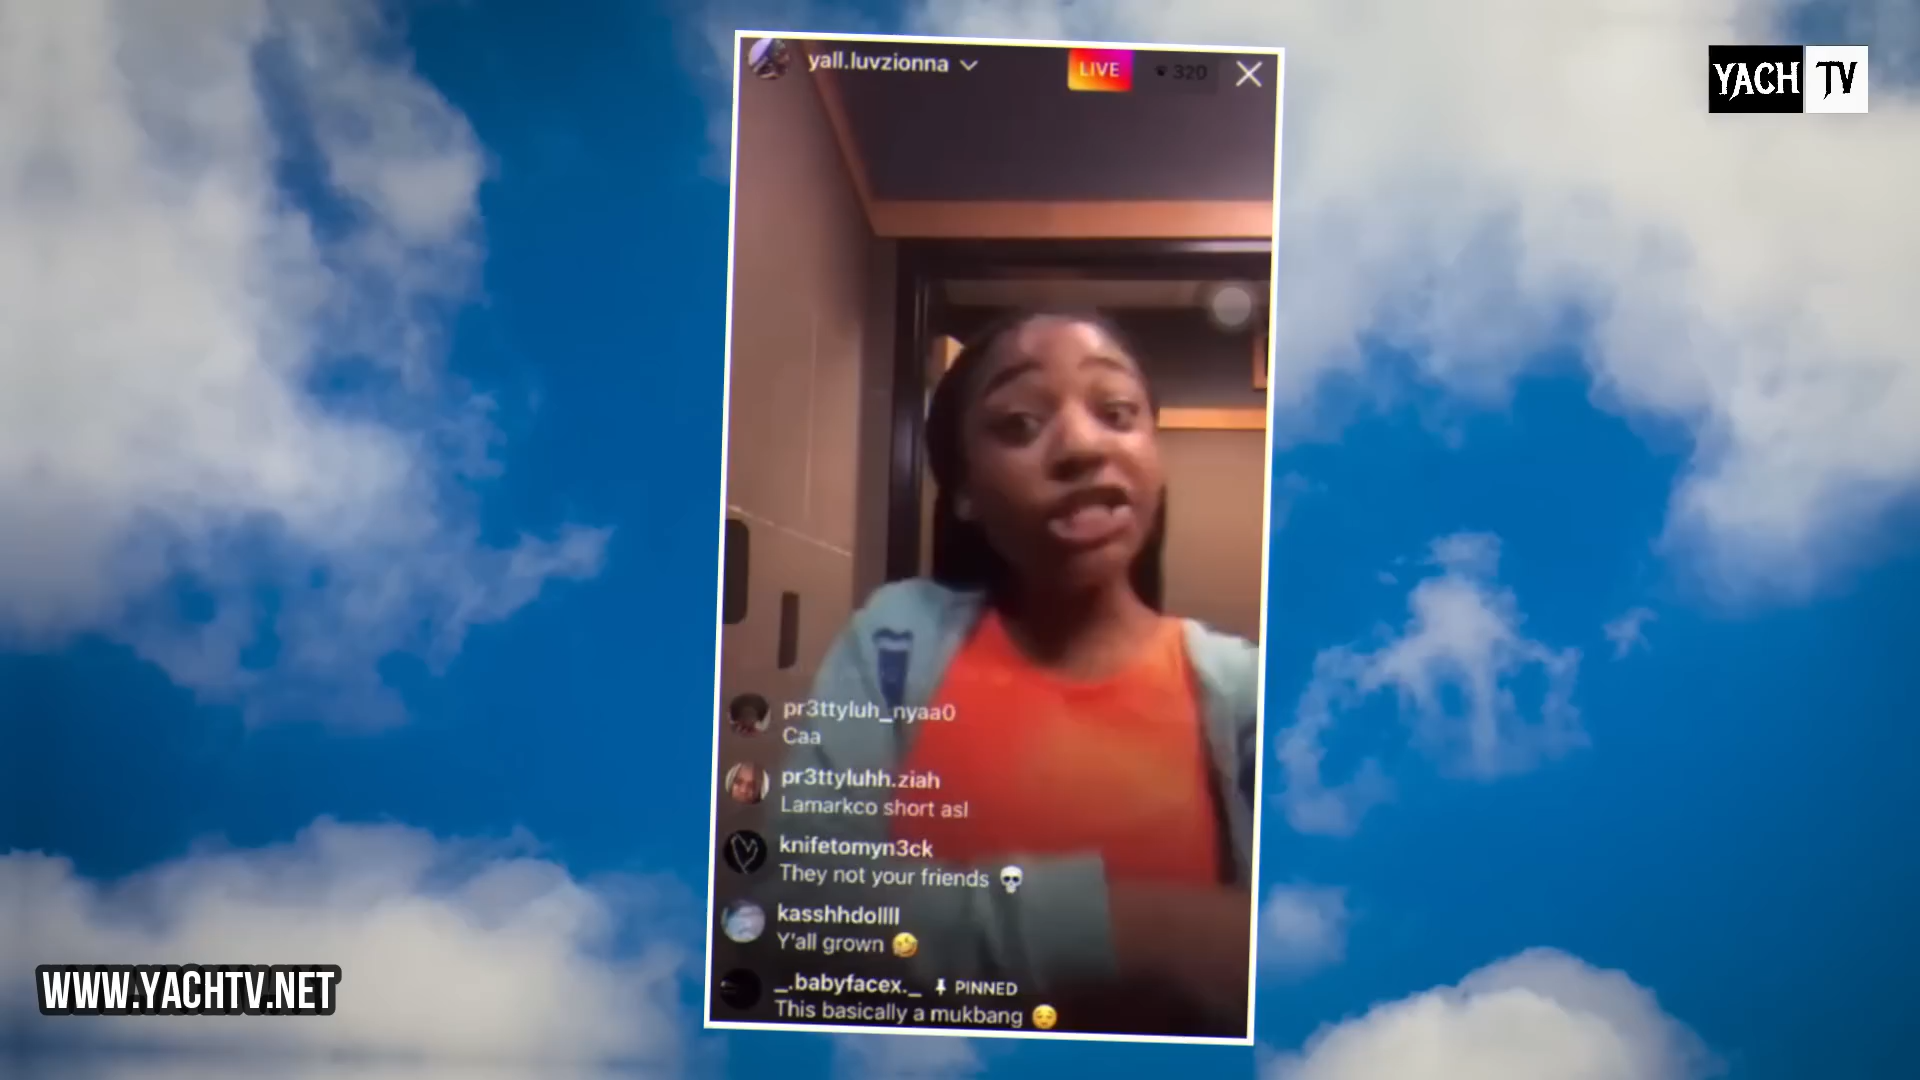 yall.luvzionna
LIVE
320
YACH TV
pr3ttyluh_nyaa0
Caa
pr3ttyluhh.ziah
Lamarkco short asl
knifetomyn3ck
They not your friends 💀
kasshhdollll
Y'all grown 🤣
_.babyfacex._ PINNED
This basically a mukbang 😌
WWW.YACHTV.NET